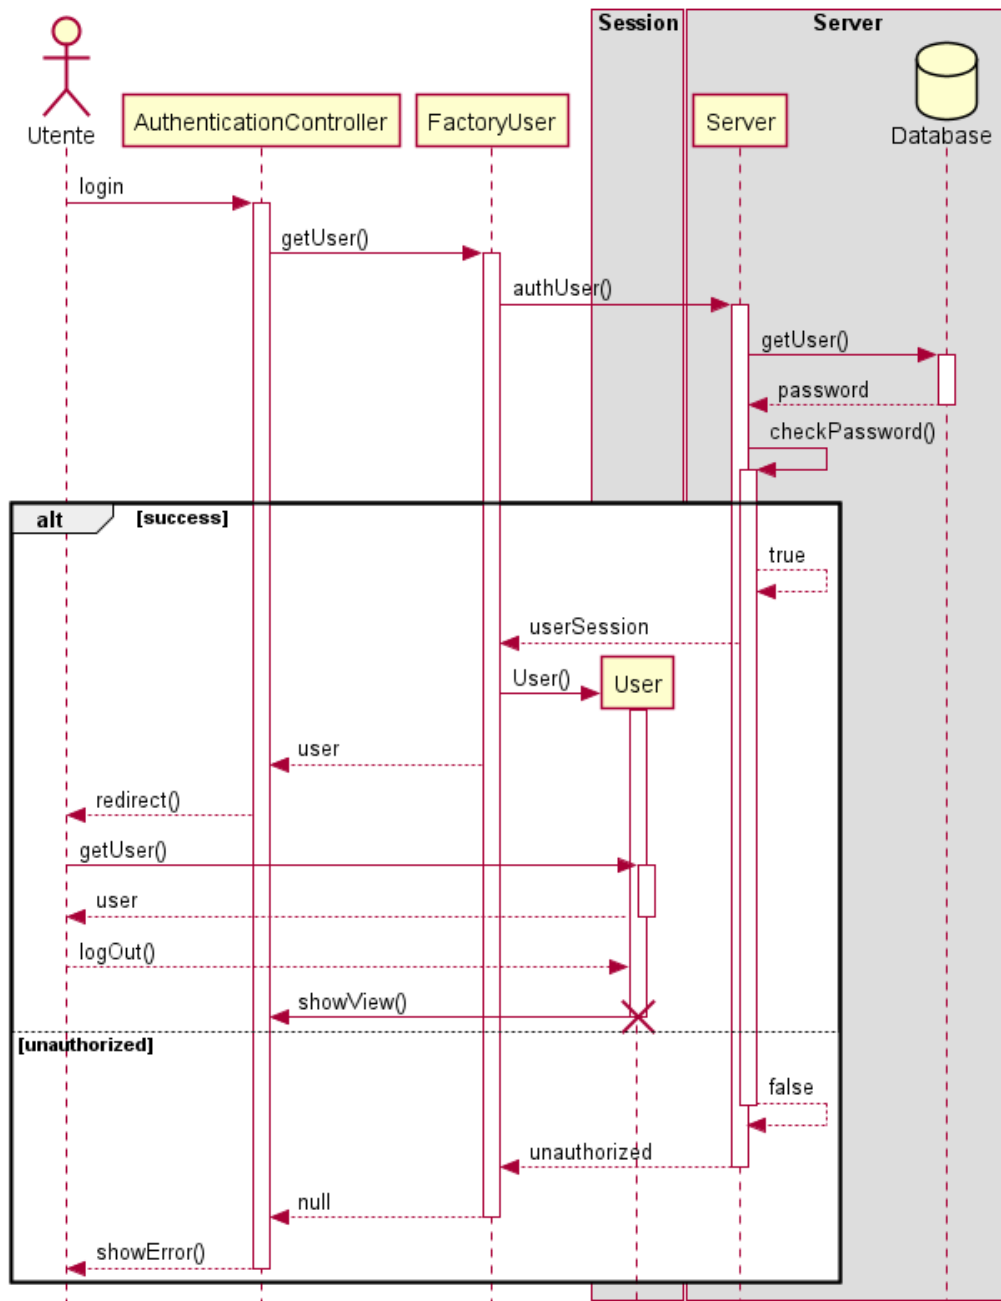 Session
Server
Utente
AuthenticationController
FactoryUser
Server
Database
login
getUser()
authUser()
getUser()
password
checkPassword()
alt
[success]
true
userSession
User()
User
user
redirect()
getUser()
user
logOut()
showView()
[unauthorized]
false
unauthorized
null
showError()